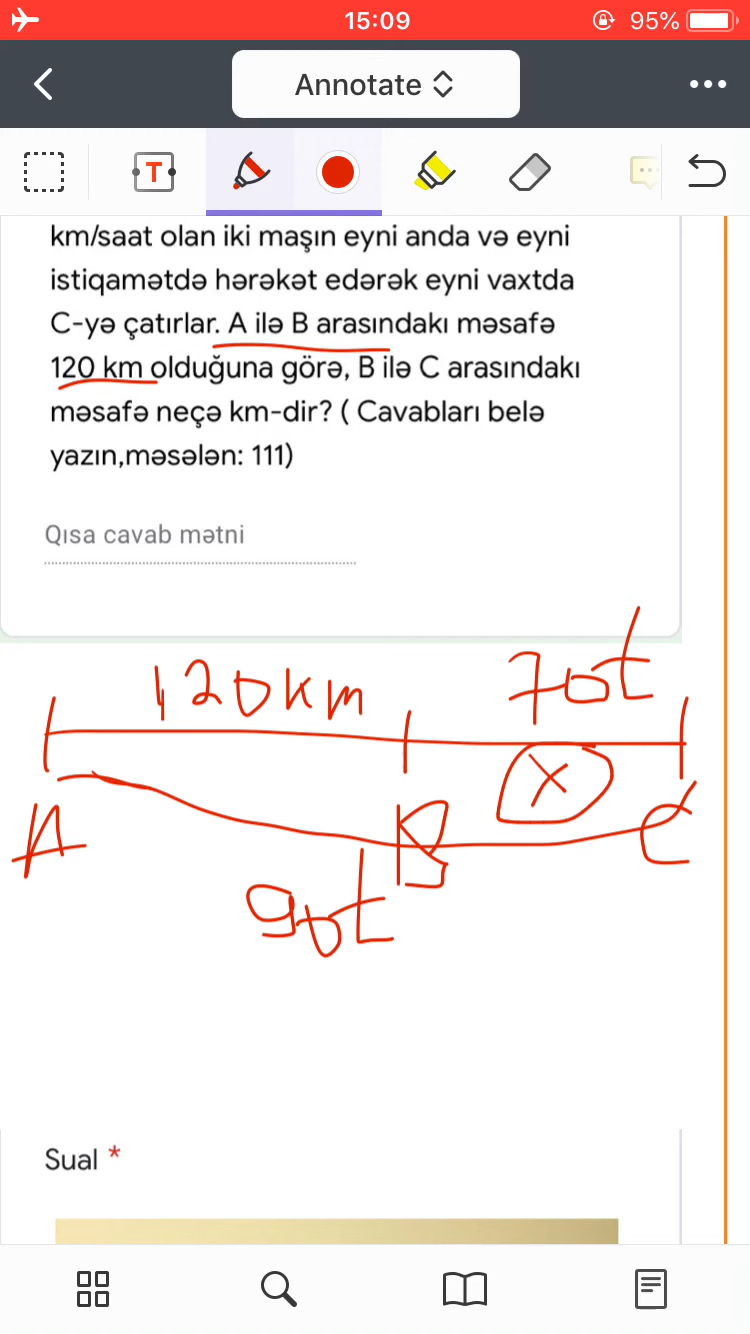 15:09
95%
Annotate
T
km/saat olan iki maşın eyni anda və eyni
istiqamətdə hərəkət edərək eyni vaxtda
C-yə çatırlar. A ilə B arasındakı məsafə
120 km olduğuna görə, B ilə C arasındakı
məsafə neçə km-dir? ( Cavabları belə
yazın,məsələn: 111)
Qısa cavab mətni
120km 70t
x
A B C
90t
Sual *